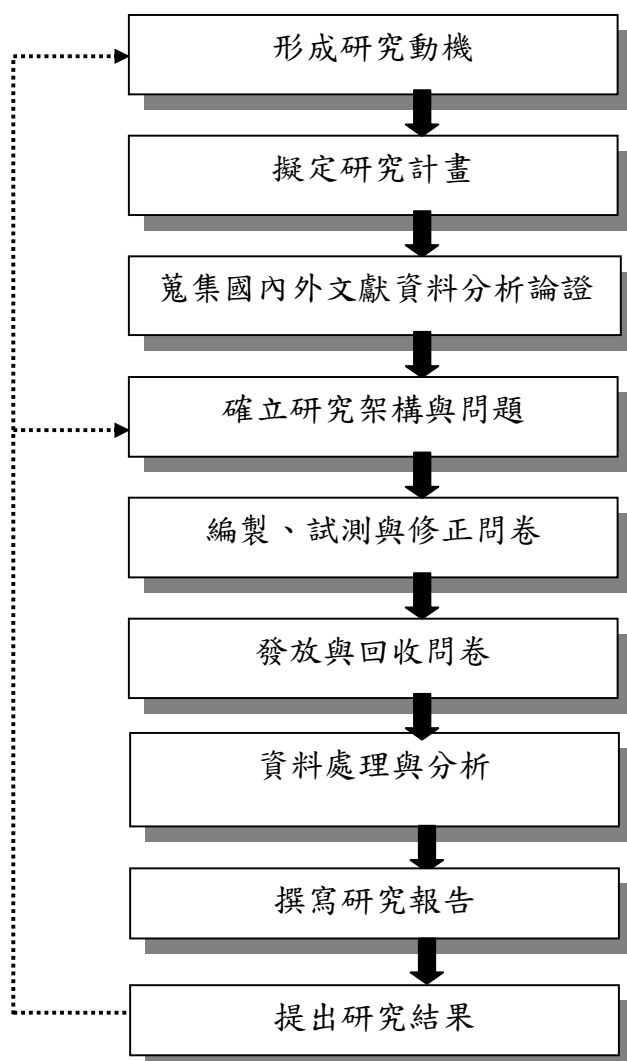 形成研究動機
擬定研究計畫
蒐集國內外文獻資料分析論證
確立研究架構與問題
編製、試測與修正問卷
發放與回收問卷
資料處理與分析
撰寫研究報告
提出研究結果